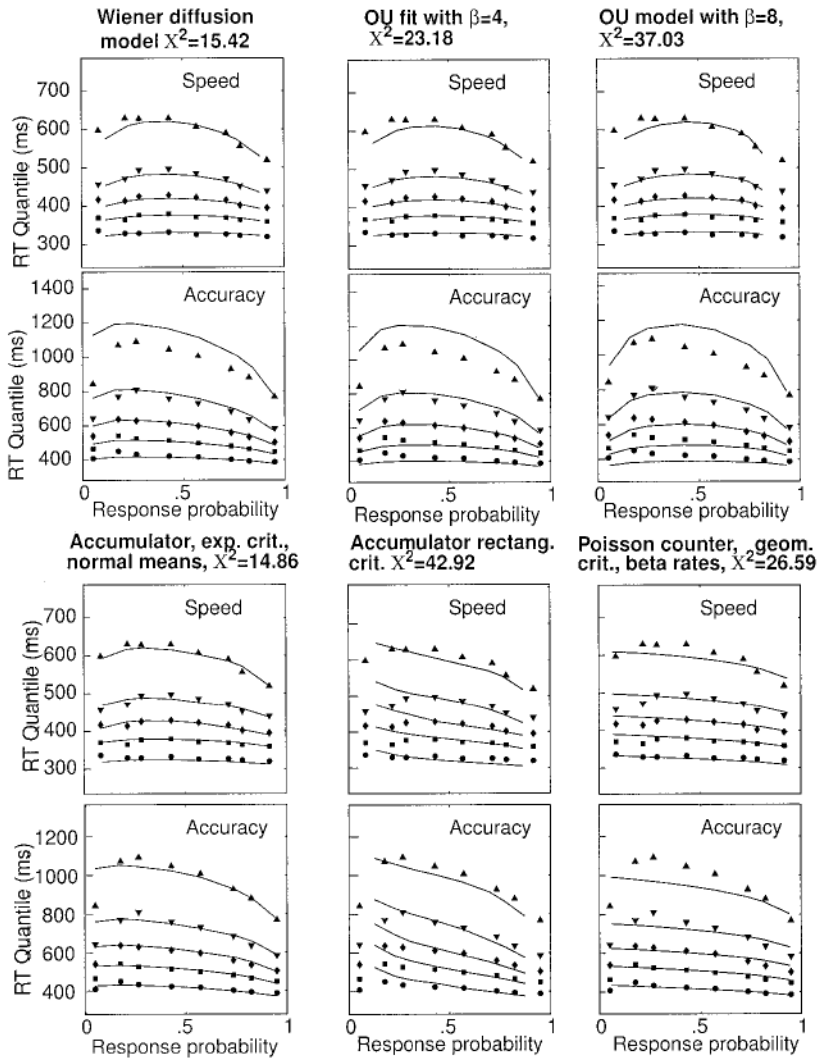 Wiener diffusion
model X²=15.42
OU fit with β=4,
X²=23.18
OU model with β=8,
X²=37.03
RT Quantile (ms)
700
600
500
400
300
Speed
Speed
Speed
RT Quantile (ms)
1400
1200
1000
800
600
400
Accuracy
Accuracy
Accuracy
0 .5 1
Response probability
0 .5 1
Response probability
0 .5 1
Response probability
Accumulator, exp. crit.,
normal means, X²=14.86
Accumulator rectang.
crit. X²=42.92
Poisson counter, geom.
crit., beta rates, X²=26.59
RT Quantile (ms)
700
600
500
400
300
Speed
Speed
Speed
RT Quantile (ms)
1200
1000
800
600
400
Accuracy
Accuracy
Accuracy
0 .5 1
Response probability
0 .5 1
Response probability
0 .5 1
Response probability